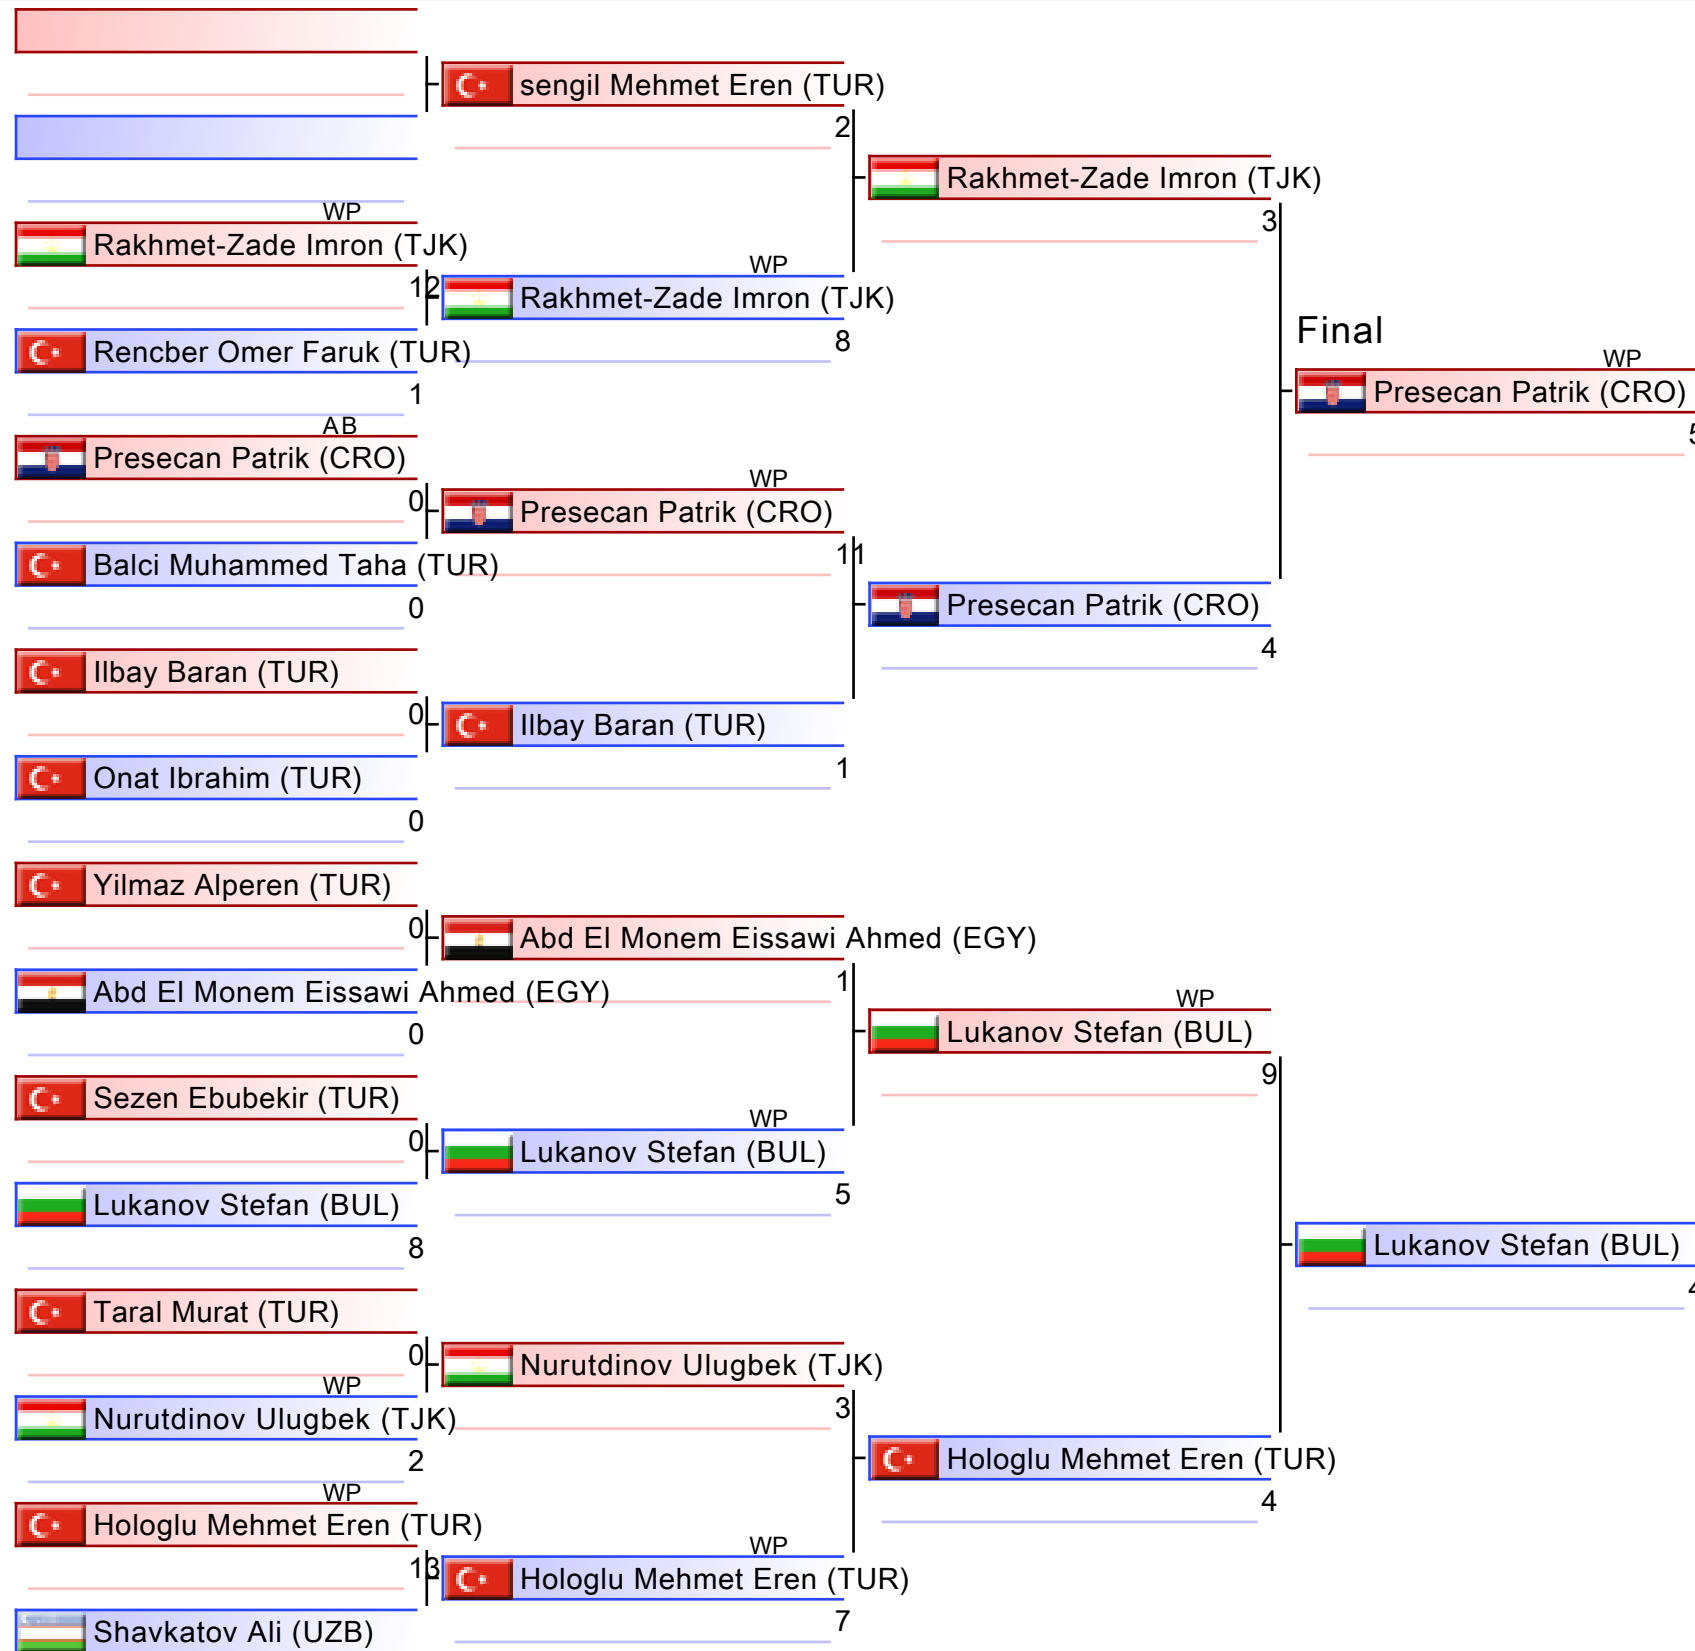 sengil Mehmet Eren (TUR)
2
Rakhmet-Zade Imron (TJK)
3
WP
Rakhmet-Zade Imron (TJK)
12
WP
Rakhmet-Zade Imron (TJK)
8
Rencber Omer Faruk (TUR)
1
Final
WP
Presecan Patrik (CRO)
5
AB
Presecan Patrik (CRO)
0
WP
Presecan Patrik (CRO)
11
Balci Muhammed Taha (TUR)
0
Presecan Patrik (CRO)
4
Ilbay Baran (TUR)
0
Ilbay Baran (TUR)
1
Onat Ibrahim (TUR)
0
Yilmaz Alperen (TUR)
0
Abd El Monem Eissawi Ahmed (EGY)
1
Abd El Monem Eissawi Ahmed (EGY)
0
WP
Lukanov Stefan (BUL)
9
Sezen Ebubekir (TUR)
0
WP
Lukanov Stefan (BUL)
5
Lukanov Stefan (BUL)
8
Lukanov Stefan (BUL)
4
Taral Murat (TUR)
0
Nurutdinov Ulugbek (TJK)
3
WP
Nurutdinov Ulugbek (TJK)
2
Hologlu Mehmet Eren (TUR)
4
WP
Hologlu Mehmet Eren (TUR)
13
WP
Hologlu Mehmet Eren (TUR)
7
Shavkatov Ali (UZB)